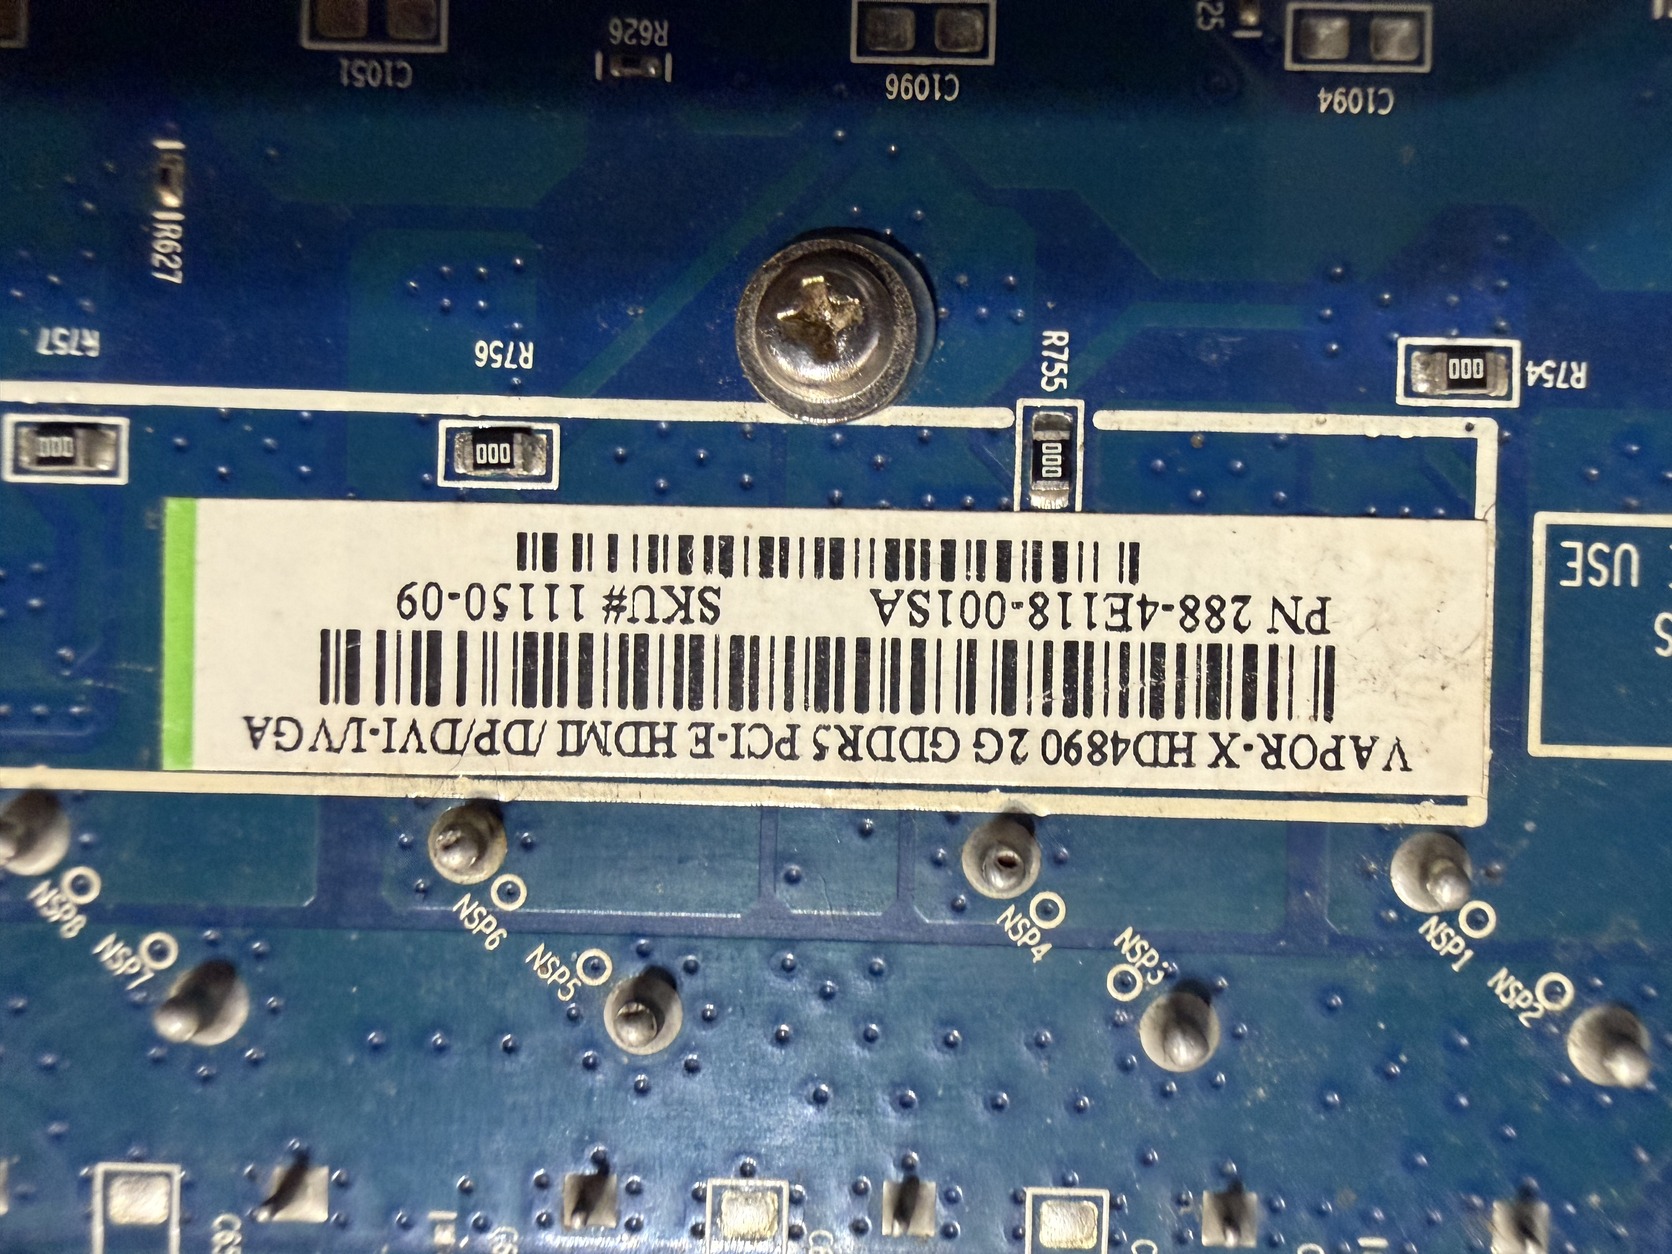 VAPOR-X HD4890 2G GDDR5 PCI-E HDMI /DP/DVI-I/VGA
PN 288-4E118-001SA SKU# 11150-09
USE
NSP2
NSP1
NSP3
NSP4
NSP5
NSP6
NSP7
NSP8
000
R754
000
R755
000
R756
000
R757
R627
C1094
C1096
R626
C1051
25